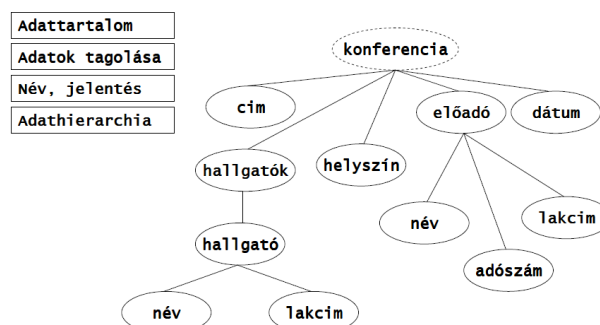 Adattartalom
Adatok tagolása
Név, jelentés
Adathierarchia
konferencia
cim
előadó
dátum
hallgatók
helyszín
név
lakcim
hallgató
adószám
név
lakcim